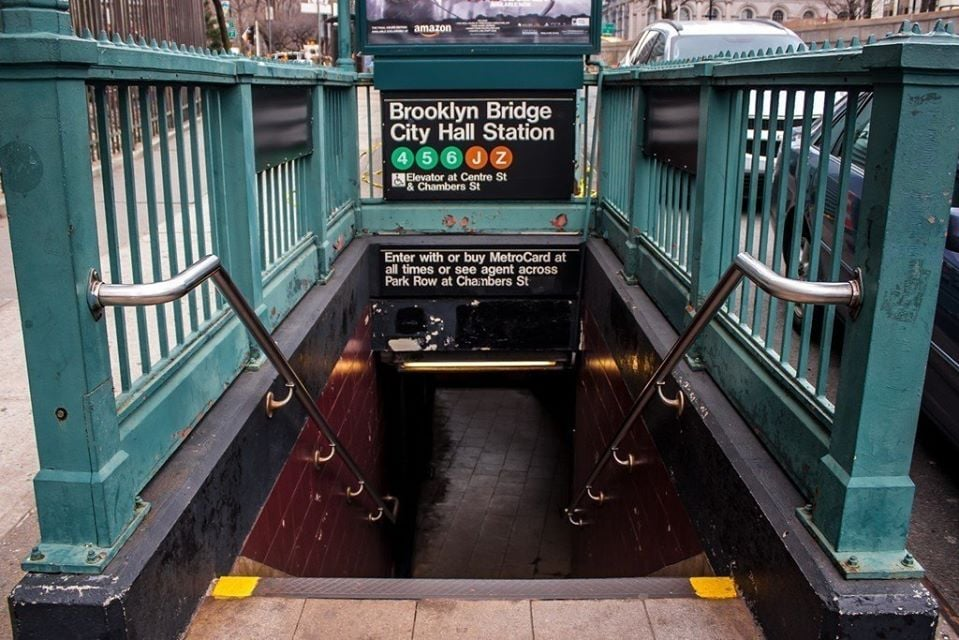 amazon
Brooklyn Bridge
City Hall Station
4 5 6 J Z
Elevator at Centre St
& Chambers St
Enter with or buy MetroCard at
all times or see agent across
Park Row at Chambers St